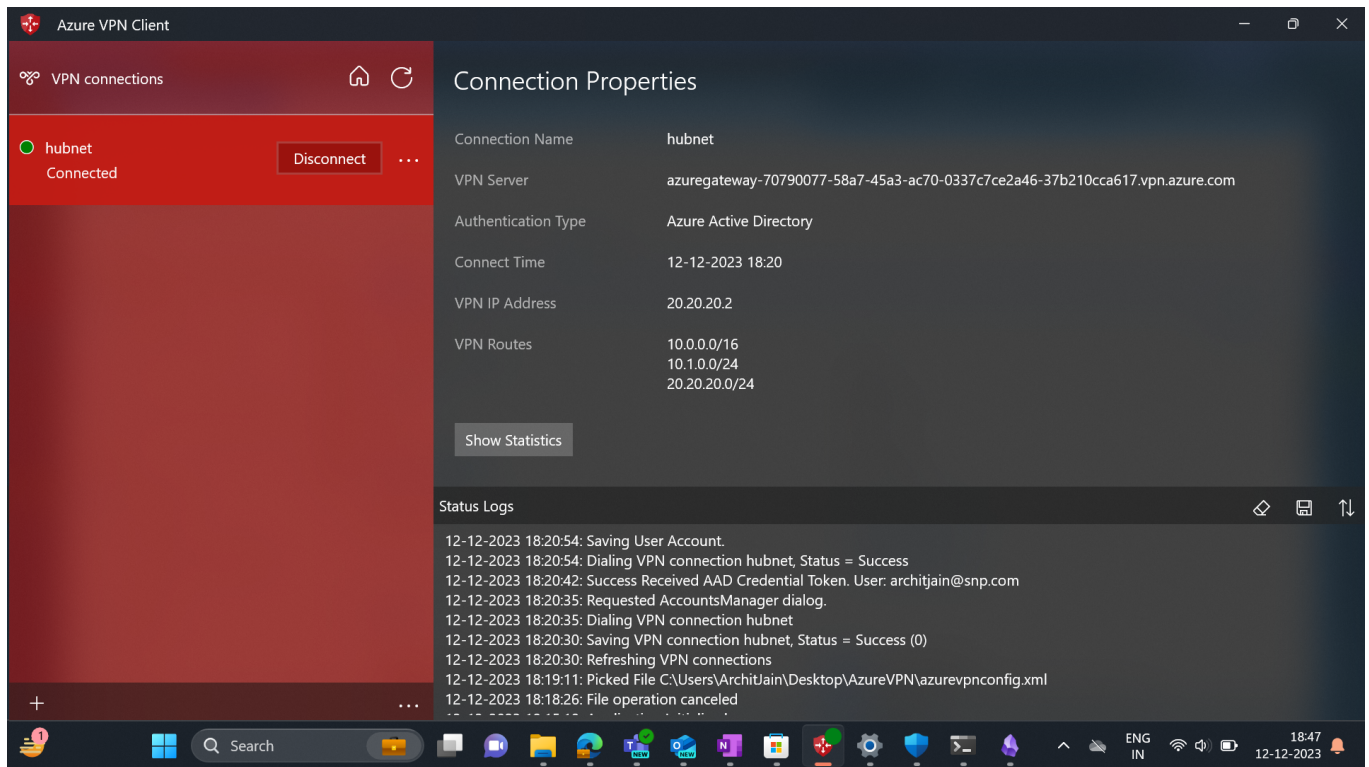 Azure VPN Client
VPN connections
hubnet
Connected
Disconnect
Connection Properties
Connection Name hubnet
VPN Server azuregateway-70790077-58a7-45a3-ac70-0337c7ce2a46-37b210cca617.vpn.azure.com
Authentication Type Azure Active Directory
Connect Time 12-12-2023 18:20
VPN IP Address 20.20.20.2
VPN Routes 10.0.0.0/16
10.1.0.0/24
20.20.20.0/24
Show Statistics
Status Logs
12-12-2023 18:20:54: Saving User Account.
12-12-2023 18:20:54: Dialing VPN connection hubnet, Status = Success
12-12-2023 18:20:42: Success Received AAD Credential Token. User: architjain@snp.com
12-12-2023 18:20:35: Requested AccountsManager dialog.
12-12-2023 18:20:35: Dialing VPN connection hubnet
12-12-2023 18:20:30: Saving VPN connection hubnet, Status = Success (0)
12-12-2023 18:20:30: Refreshing VPN connections
12-12-2023 18:19:11: Picked File C:\Users\ArchitJain\Desktop\AzureVPN\azurevpnconfig.xml
12-12-2023 18:18:26: File operation canceled
1
Search
NEW
NEW
ENG
IN
18:47
12-12-2023